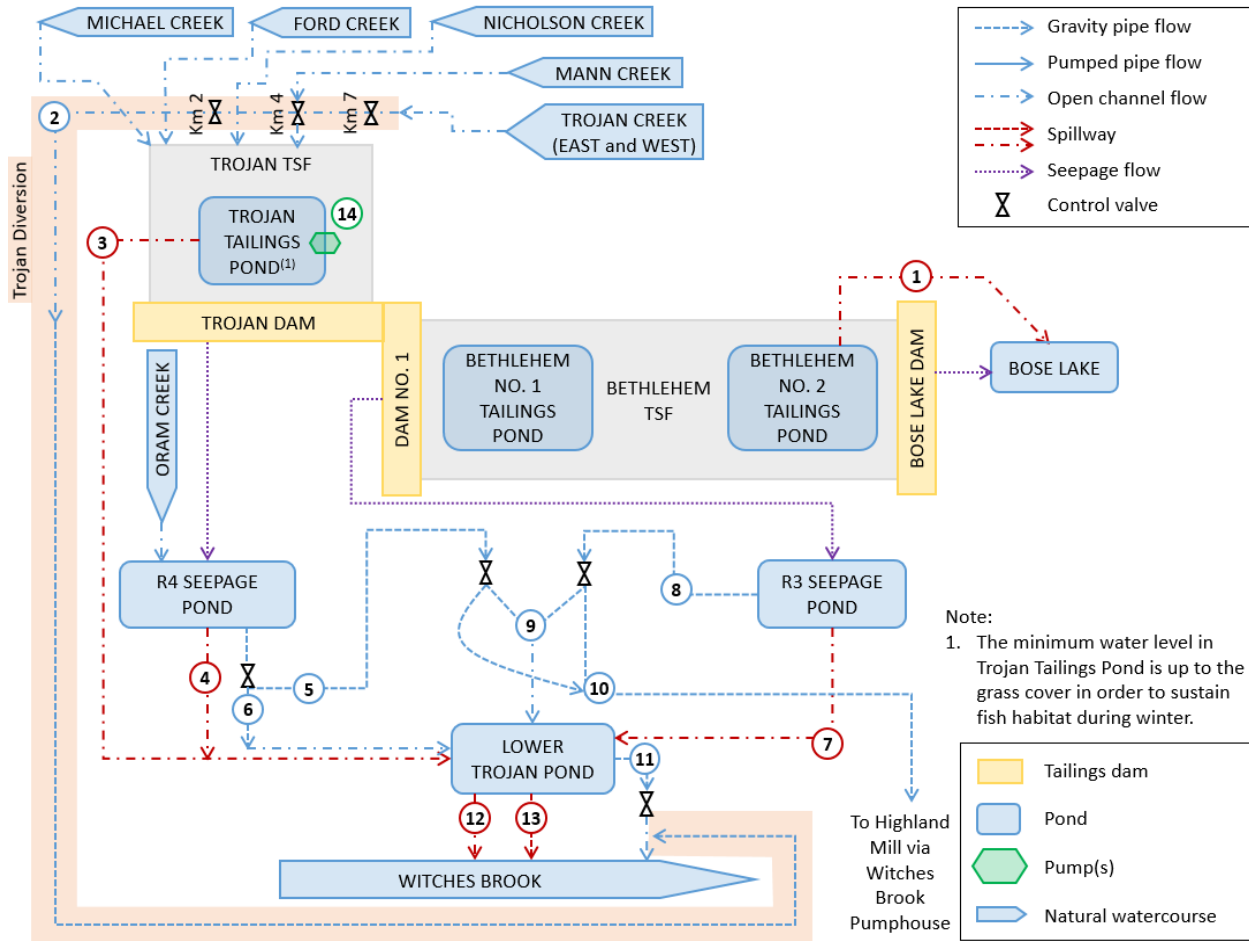 MICHAEL CREEK
FORD CREEK
NICHOLSON CREEK
MANN CREEK
TROJAN CREEK
(EAST and WEST)
Km 2
Km 4
Km 7
2
Trojan Diversion
TROJAN TSF
TROJAN
TAILINGS
POND(1)
14
3
TROJAN DAM
DAM NO. 1
BETHLEHEM
NO. 1
TAILINGS
POND
BETHLEHEM
TSF
BETHLEHEM
NO. 2
TAILINGS
POND
1
BOSE LAKE DAM
BOSE LAKE
ORAM CREEK
R4 SEEPAGE
POND
R3 SEEPAGE
POND
4
5
6
8
9
10
7
LOWER
TROJAN POND
11
12
13
WITCHES BROOK
To Highland
Mill via
Witches
Brook
Pumphouse
Gravity pipe flow
Pumped pipe flow
Open channel flow
Spillway
Seepage flow
Control valve
Note:
1. The minimum water level in
Trojan Tailings Pond is up to the
grass cover in order to sustain
fish habitat during winter.
Tailings dam
Pond
Pump(s)
Natural watercourse